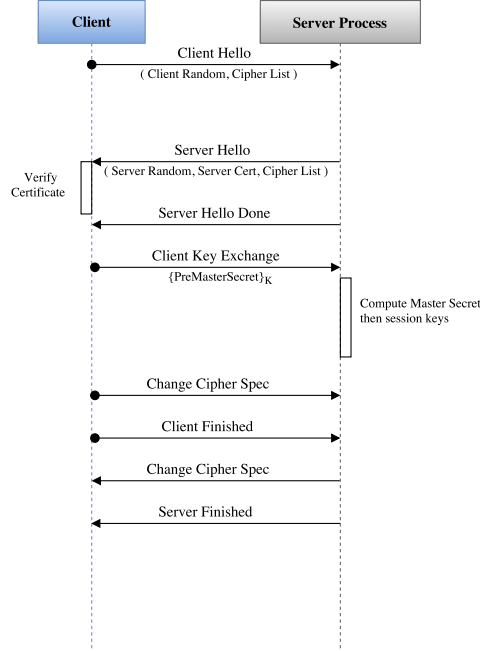 Client
Server Process
Client Hello
( Client Random, Cipher List )
Server Hello
( Server Random, Server Cert, Cipher List )
Verify
Certificate
Server Hello Done
Client Key Exchange
{PreMasterSecret}K
Compute Master Secret
then session keys
Change Cipher Spec
Client Finished
Change Cipher Spec
Server Finished